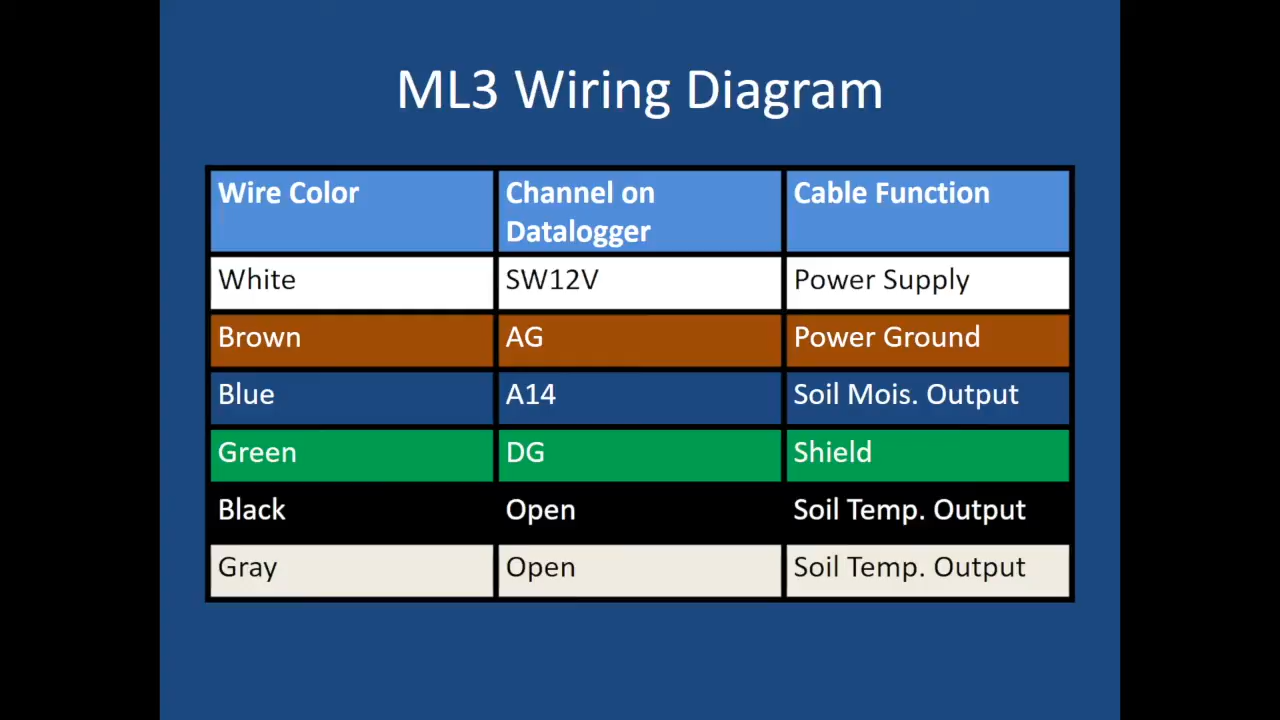 ML3 Wiring Diagram
Wire Color Channel on Datalogger Cable Function
White SW12V Power Supply
Brown AG Power Ground
Blue A14 Soil Mois. Output
Green DG Shield
Black Open Soil Temp. Output
Gray Open Soil Temp. Output